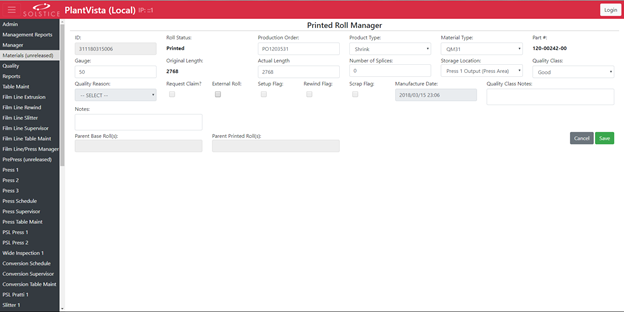 SOLSTICE
PlantVista (Local) IP: ::1
Login
Admin
Management Reports
Manager
Materials (unreleased)
Quality
Reports
Table Maint
Film Line Extrusion
Film Line Rewind
Film Line Slitter
Film Line Supervisor
Film Line Table Maint
Film Line/Press Manager
PrePress (unreleased)
Press 1
Press 2
Press 3
Press Schedule
Press Supervisor
Press Table Maint
PSL Press 1
PSL Press 2
Wide Inspection 1
Conversion Schedule
Conversion Supervisor
Conversion Table Maint
PSL Pratti 1
Slitter 1
Printed Roll Manager
ID: Roll Status: Production Order: Product Type: Material Type: Part #:
311180315006 Printed PO1203531 Shrink QM31 120-00242-00
Gauge: Original Length: Actual Length Number of Splices: Storage Location: Quality Class:
50 2768 2768 0 Press 1 Output (Press Area) Good
Quality Reason: Request Claim? External Roll: Setup Flag: Rewind Flag: Scrap Flag: Manufacture Date: Quality Class Notes:
-- SELECT -- 2018/03/15 23:06
Notes:
Parent Base Roll(s): Parent Printed Roll(s):
Cancel Save